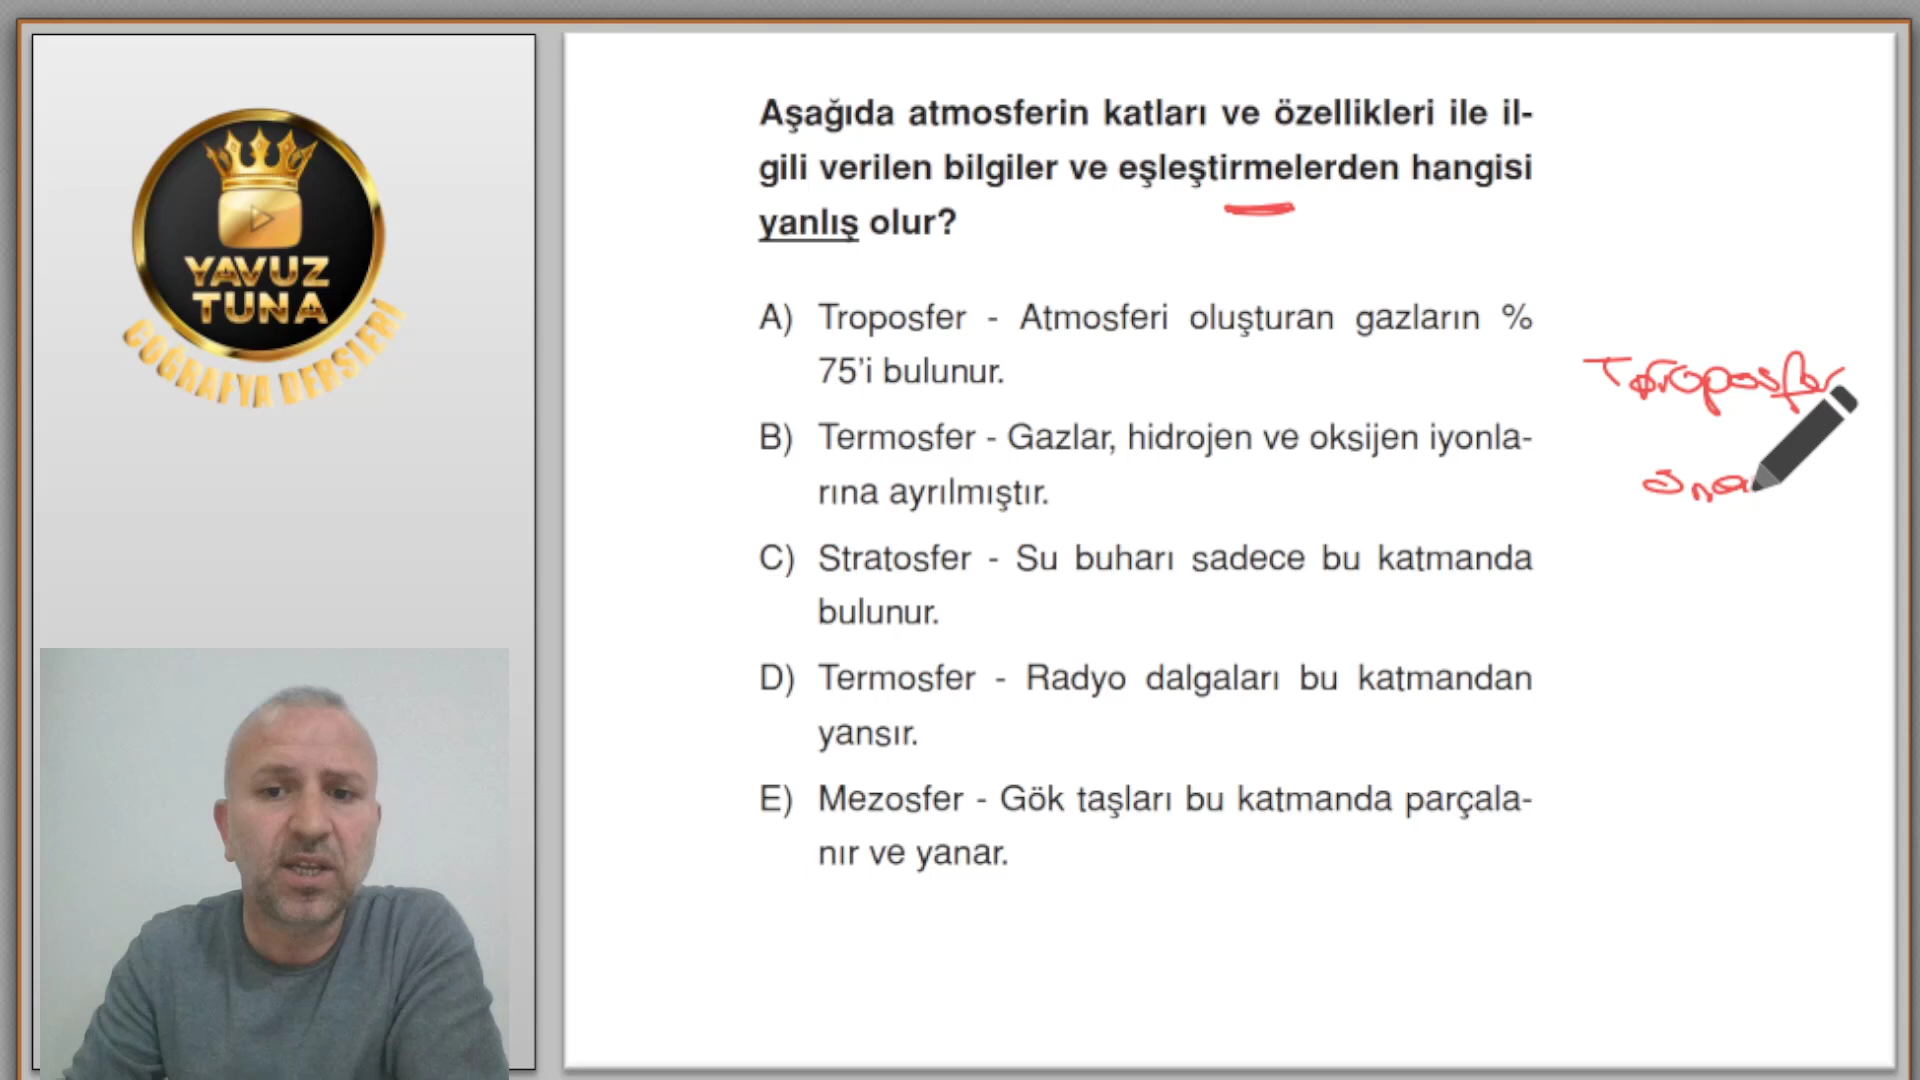 YAVUZ
TUNA
COĞRAFYA DERSLERİ
Aşağıda atmosferin katları ve özellikleri ile il-
gili verilen bilgiler ve eşleştirmelerden hangisi
yanlış olur?
A) Troposfer - Atmosferi oluşturan gazların %
75’i bulunur.
B) Termosfer - Gazlar, hidrojen ve oksijen iyonla-
rına ayrılmıştır.
C) Stratosfer - Su buharı sadece bu katmanda
bulunur.
D) Termosfer - Radyo dalgaları bu katmandan
yansır.
E) Mezosfer - Gök taşları bu katmanda parçala-
nır ve yanar.
Troposfer